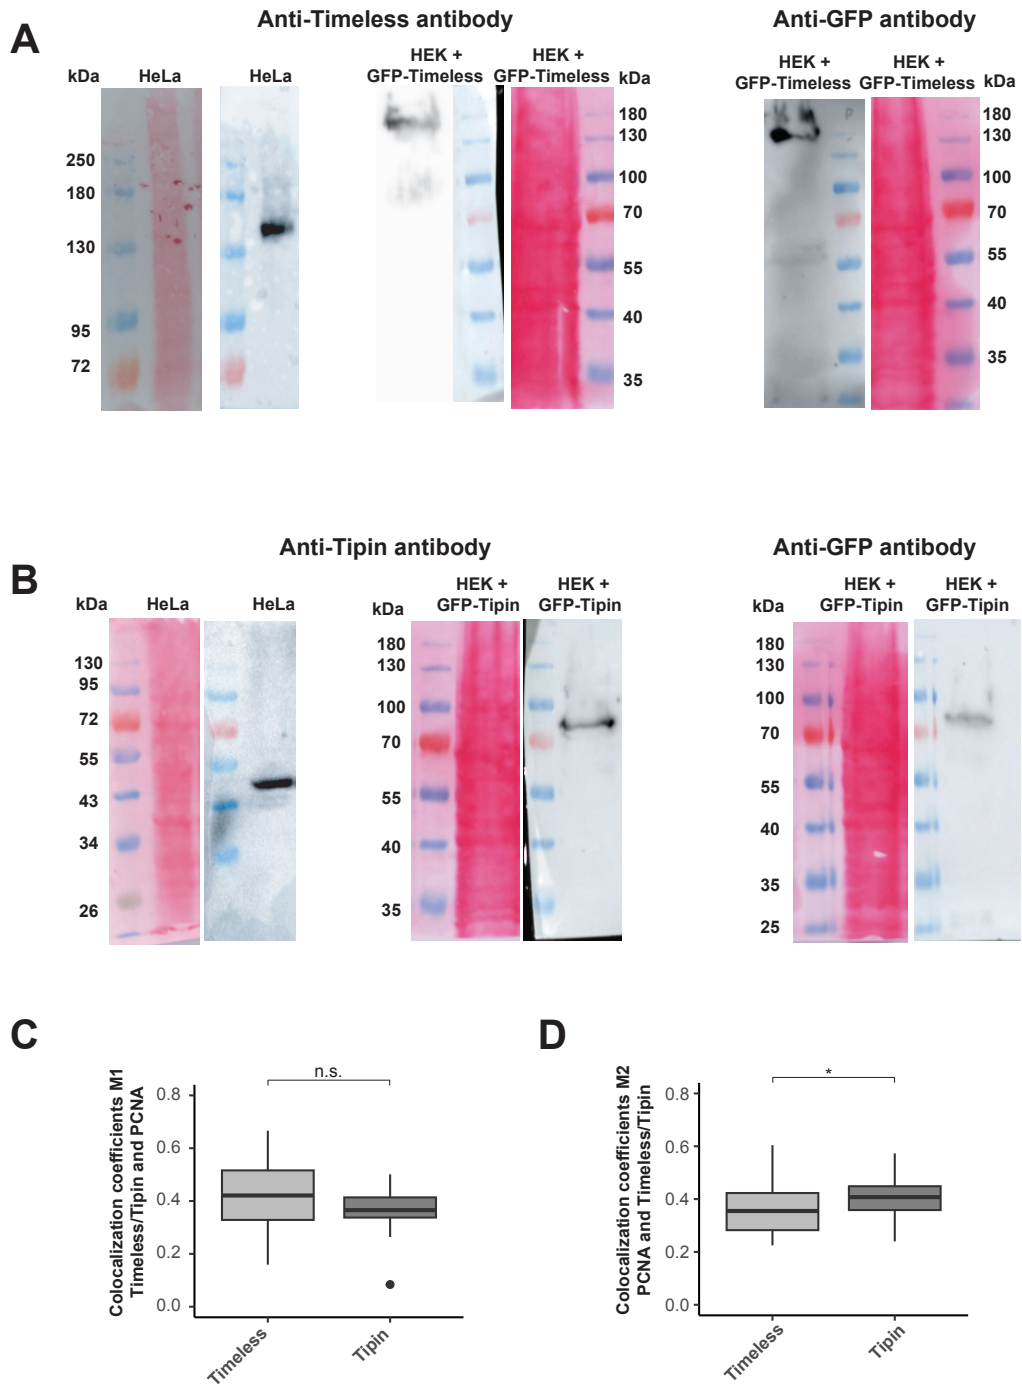 A
Anti-Timeless antibody
Anti-GFP antibody
kDa
HeLa
HeLa
HEK +
GFP-Timeless
HEK +
GFP-Timeless
kDa
HEK +
GFP-Timeless
HEK +
GFP-Timeless
kDa
250
180
130
95
72
180
130
100
70
55
40
35
180
130
100
70
55
40
35
B
Anti-Tipin antibody
Anti-GFP antibody
kDa
HeLa
HeLa
kDa
HEK +
GFP-Tipin
HEK +
GFP-Tipin
kDa
HEK +
GFP-Tipin
HEK +
GFP-Tipin
130
95
72
55
43
34
26
180
130
100
70
55
40
35
180
130
100
70
55
40
35
25
C
Colocalization coefficients M1
Timeless/Tipin and PCNA
0.8
0.6
0.4
0.2
0.0
n.s.
Timeless
Tipin
D
Colocalization coefficients M2
PCNA and Timeless/Tipin
0.8
0.6
0.4
0.2
0.0
*
Timeless
Tipin